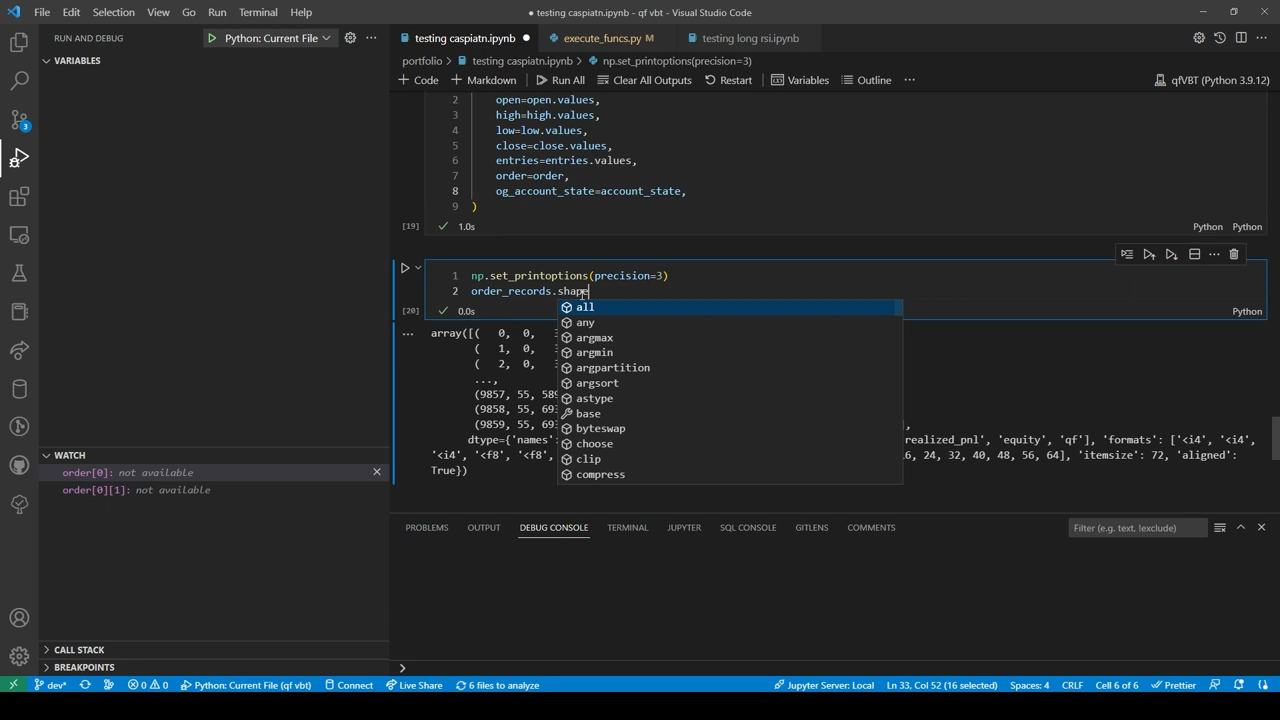 File Edit Selection View Go Run Terminal Help
● testing caspiatn.ipynb - qf vbt - Visual Studio Code
RUN AND DEBUG
Python: Current File
testing caspiatn.ipynb
execute_funcs.py M
testing long rsi.ipynb
portfolio > testing caspiatn.ipynb > np.set_printoptions(precision=3)
VARIABLES
+ Code + Markdown Run All Clear All Outputs Restart Variables Outline ...
qfVBT (Python 3.9.12)
2 open=open.values,
3 high=high.values,
4 low=low.values,
5 close=close.values,
6 entries=entries.values,
7 order=order,
8 og_account_state=account_state,
9 )
[19] 1.0s Python Python
1 np.set_printoptions(precision=3)
2 order_records.shape
[20] 0.0s Python
all
any
argmax
argmin
argpartition
argsort
astype
base
byteswap
choose
clip
compress
array([( 0, 0,
( 1, 0,
( 2, 0,
...,
(9857, 55, 589
(9858, 55, 693
(9859, 55, 693
dtype={'names': realized_pnl', 'equity', 'qf'], 'formats': ['<i4', '<i4',
'<i4', '<f8', '<f8', 16, 24, 32, 40, 48, 56, 64], 'itemsize': 72, 'aligned':
True})
WATCH
order[0]: not available
order[0][1]: not available
PROBLEMS OUTPUT DEBUG CONSOLE TERMINAL JUPYTER SQL CONSOLE GITLENS COMMENTS
Filter (e.g. text, !exclude)
CALL STACK
BREAKPOINTS
3
dev* 0 0 Python: Current File (qf vbt) Connect Live Share 6 files to analyze
Jupyter Server: Local Ln 33, Col 52 (16 selected) Spaces: 4 CRLF Cell 6 of 6 Prettier